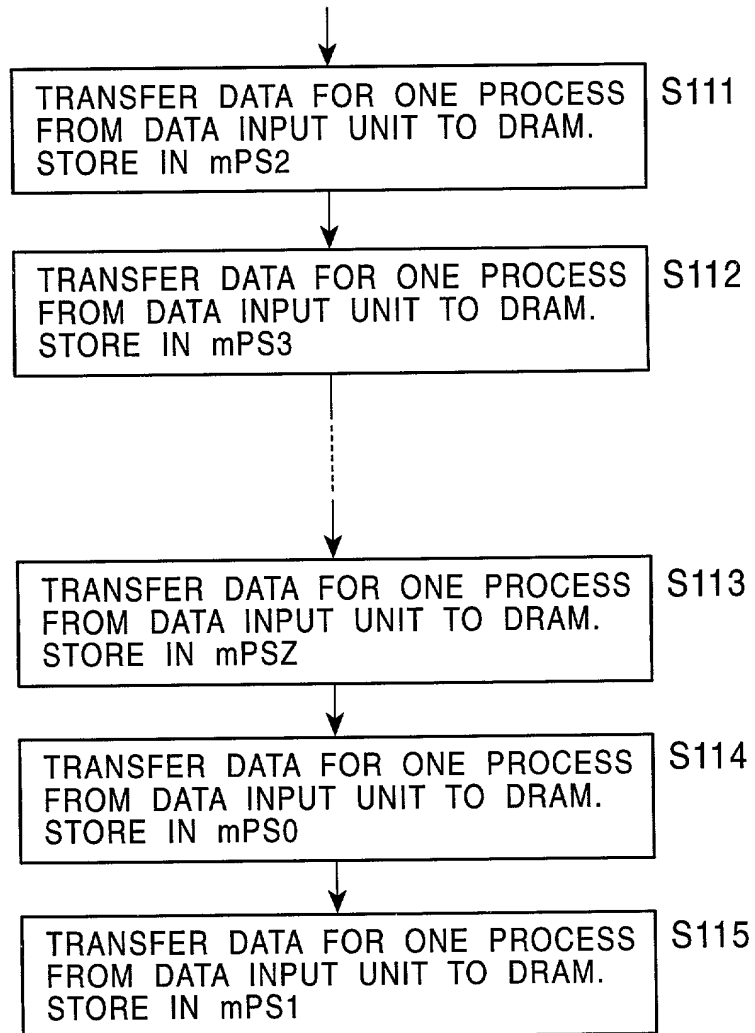 TRANSFER DATA FOR ONE PROCESS
FROM DATA INPUT UNIT TO DRAM.
STORE IN mPS2
S111
TRANSFER DATA FOR ONE PROCESS
FROM DATA INPUT UNIT TO DRAM.
STORE IN mPS3
S112
TRANSFER DATA FOR ONE PROCESS
FROM DATA INPUT UNIT TO DRAM.
STORE IN mPSZ
S113
TRANSFER DATA FOR ONE PROCESS
FROM DATA INPUT UNIT TO DRAM.
STORE IN mPS0
S114
TRANSFER DATA FOR ONE PROCESS
FROM DATA INPUT UNIT TO DRAM.
STORE IN mPS1
S115